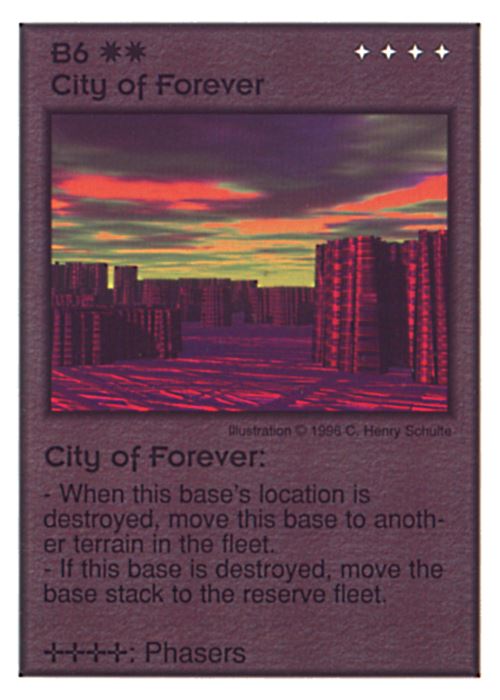 B6 ✷✷
City of Forever
Illustration © 1996 C. Henry Schulte
City of Forever:
- When this base's location is
destroyed, move this base to anoth-
er terrain in the fleet.
- If this base is destroyed, move the
base stack to the reserve fleet.
✛✛✛✛: Phasers